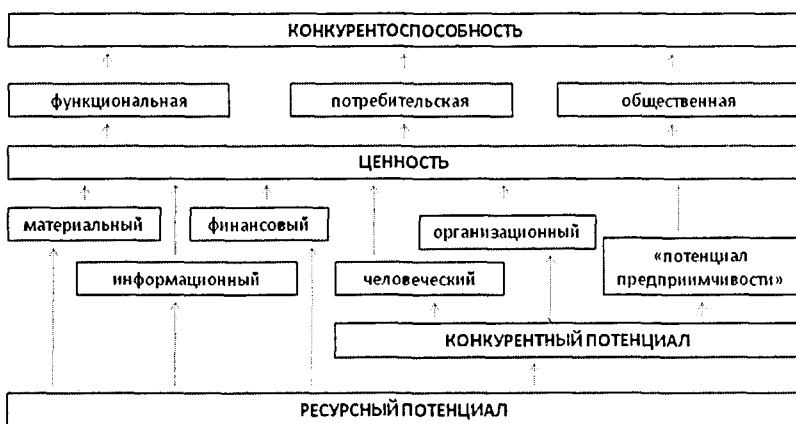 КОНКУРЕНТОСПОСОБНОСТЬ
функциональная
потребительская
общественная
ЦЕННОСТЬ
материальный
финансовый
организационный
информационный
человеческий
«потенциал
предприимчивости»
КОНКУРЕНТНЫЙ ПОТЕНЦИАЛ
РЕСУРСНЫЙ ПОТЕНЦИАЛ